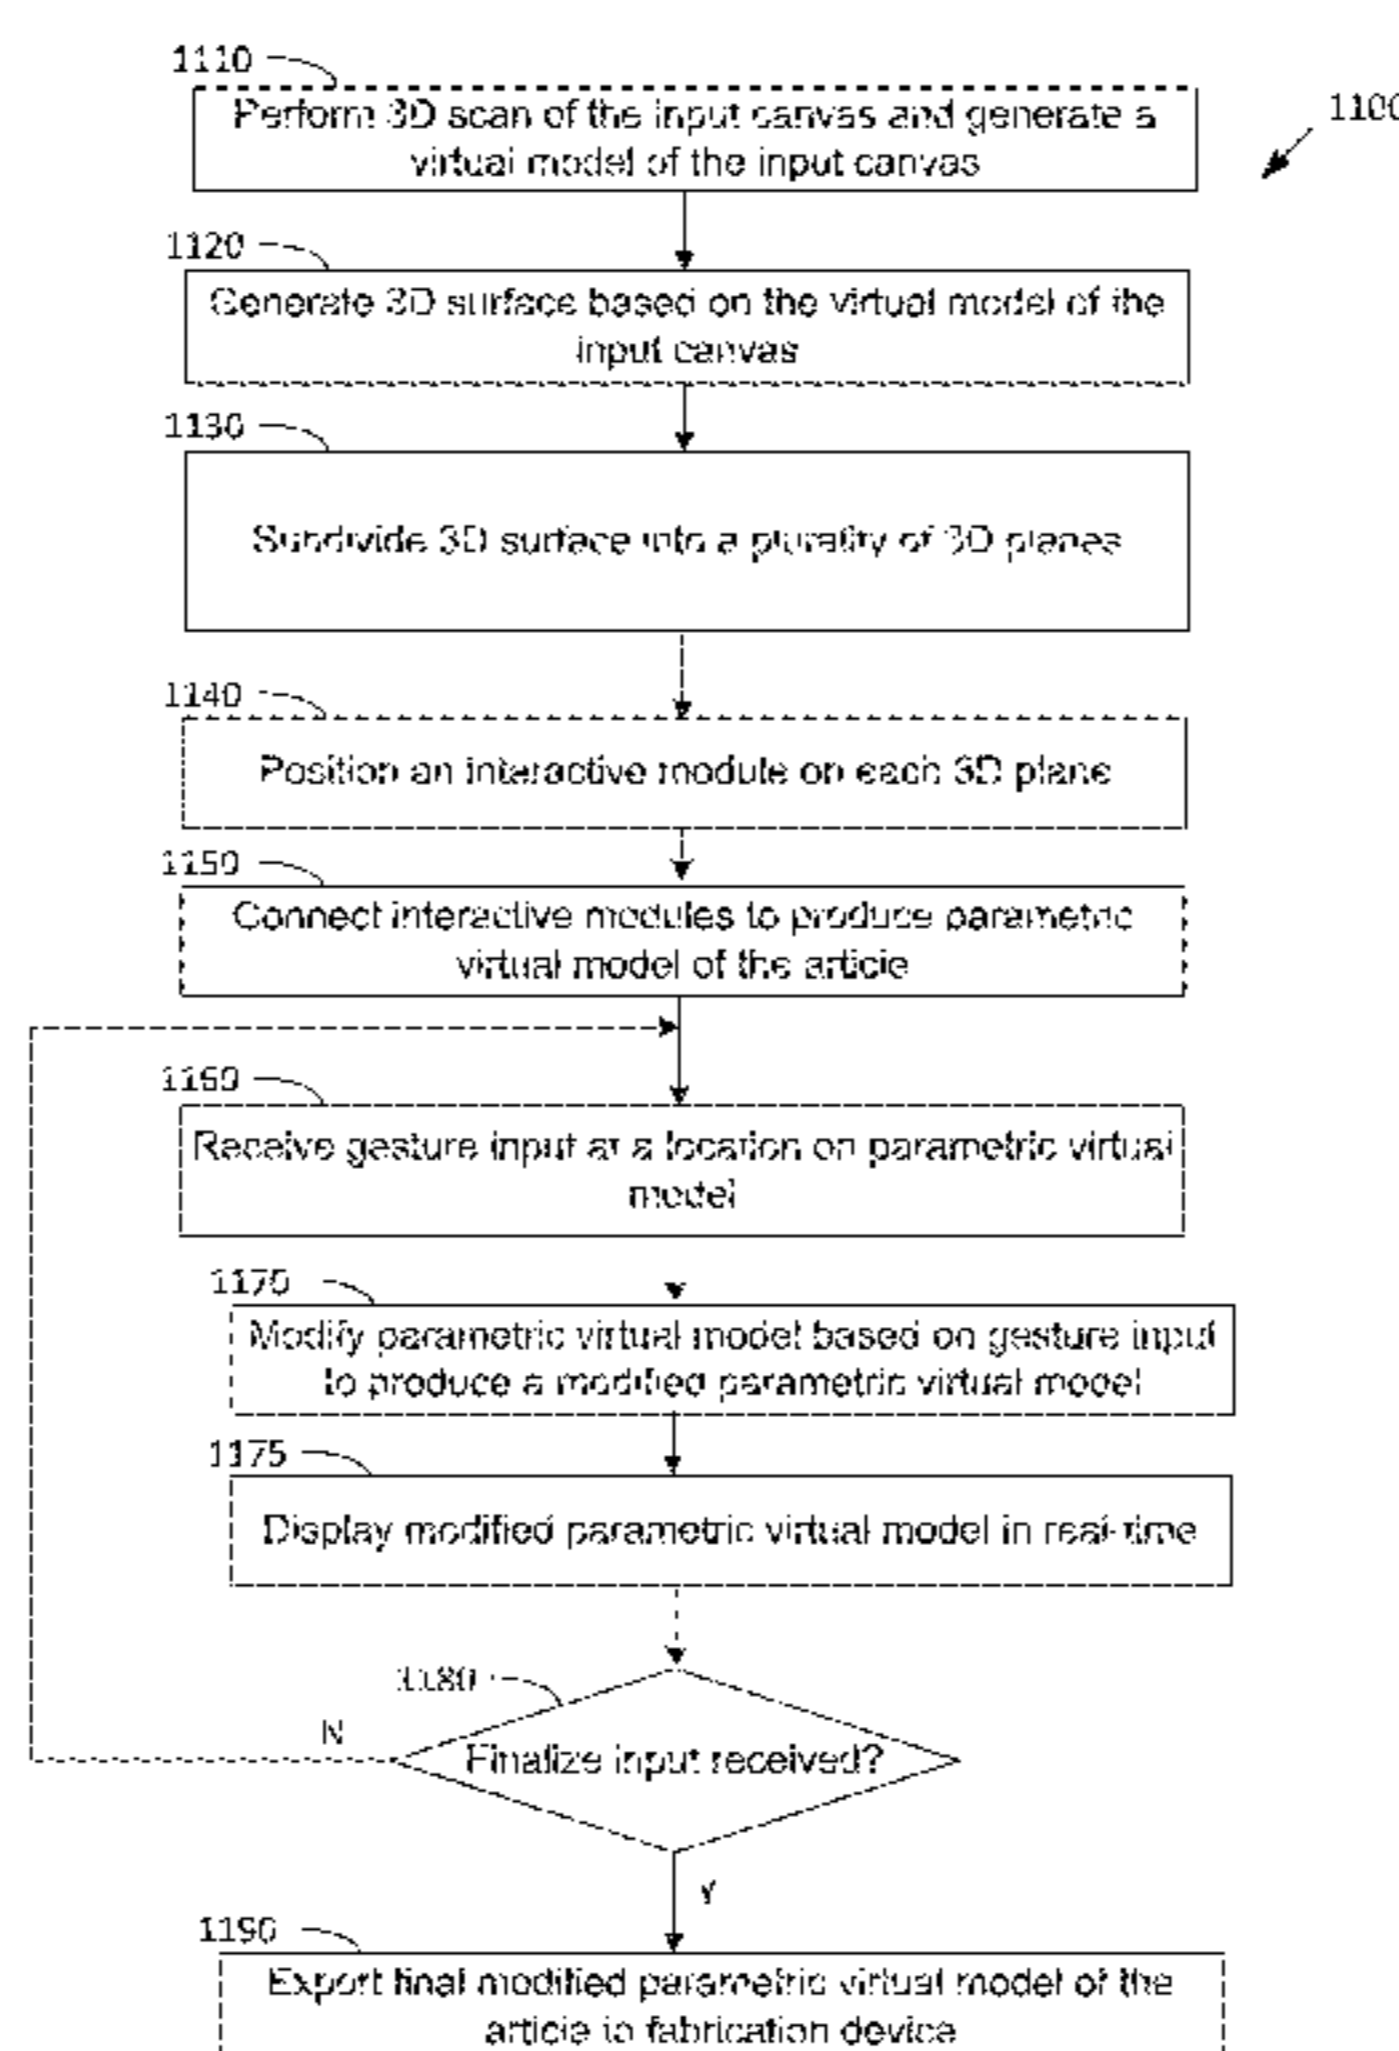 1110
1100
Perform 3D scan of the input canvas and generate a
virtual model of the input canvas
1120
Generate 3D surface based on the virtual model of the
input canvas
1130
Subdivide 3D surface into a plurality of 3D planes
1140
Position an interactive module on each 3D plane
1150
Connect interactive modules to produce parametric
virtual model of the article
1160
Receive gesture input at a location on parametric virtual
model
1170
Modify parametric virtual model based on gesture input
to produce a modified parametric virtual model
1175
Display modified parametric virtual model in real-time
1180
N
Finalize input received?
Y
1190
Export final modified parametric virtual model of the
article to fabrication device